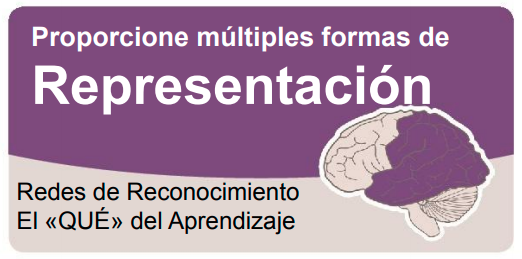 Proporcione múltiples formas de
Representación
Redes de Reconocimiento
El «QUÉ» del Aprendizaje